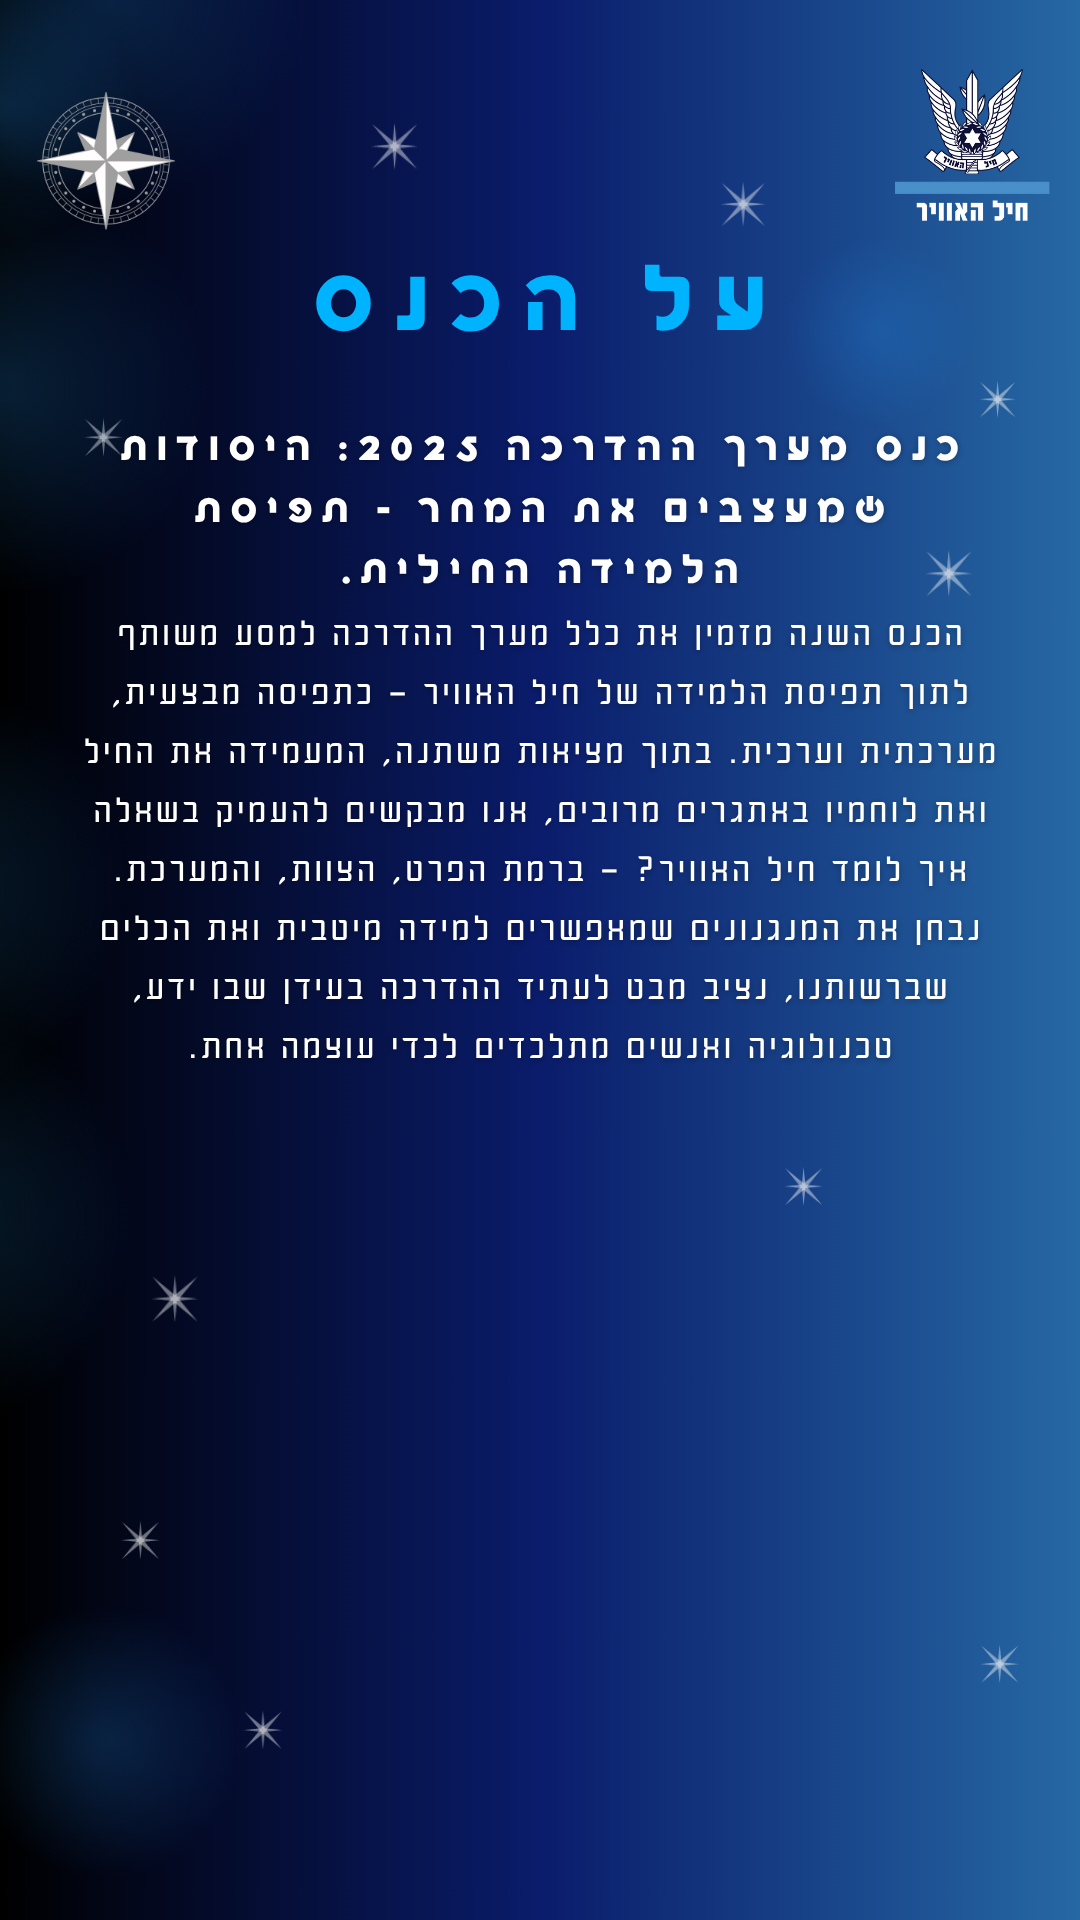 חיל האוויר
חיל האוויר
על הכנס
כנס מערך ההדרכה 2025: היסודות
שמעצבים את המחר - תפיסת
הלמידה החילית.
הכנס השנה מזמין את כלל מערך ההדרכה למסע משותף
לתוך תפיסת הלמידה של חיל האוויר – כתפיסה מבצעית,
מערכתית וערכית. בתוך מציאות משתנה, המעמידה את החיל
ואת לוחמיו באתגרים מרובים, אנו מבקשים להעמיק בשאלה
איך לומד חיל האוויר? – ברמת הפרט, הצוות, והמערכת.
נבחן את המנגנונים שמאפשרים למידה מיטבית ואת הכלים
שברשותנו, נציב מבט לעתיד ההדרכה בעידן שבו ידע,
טכנולוגיה ואנשים מתלכדים לכדי עוצמה אחת.